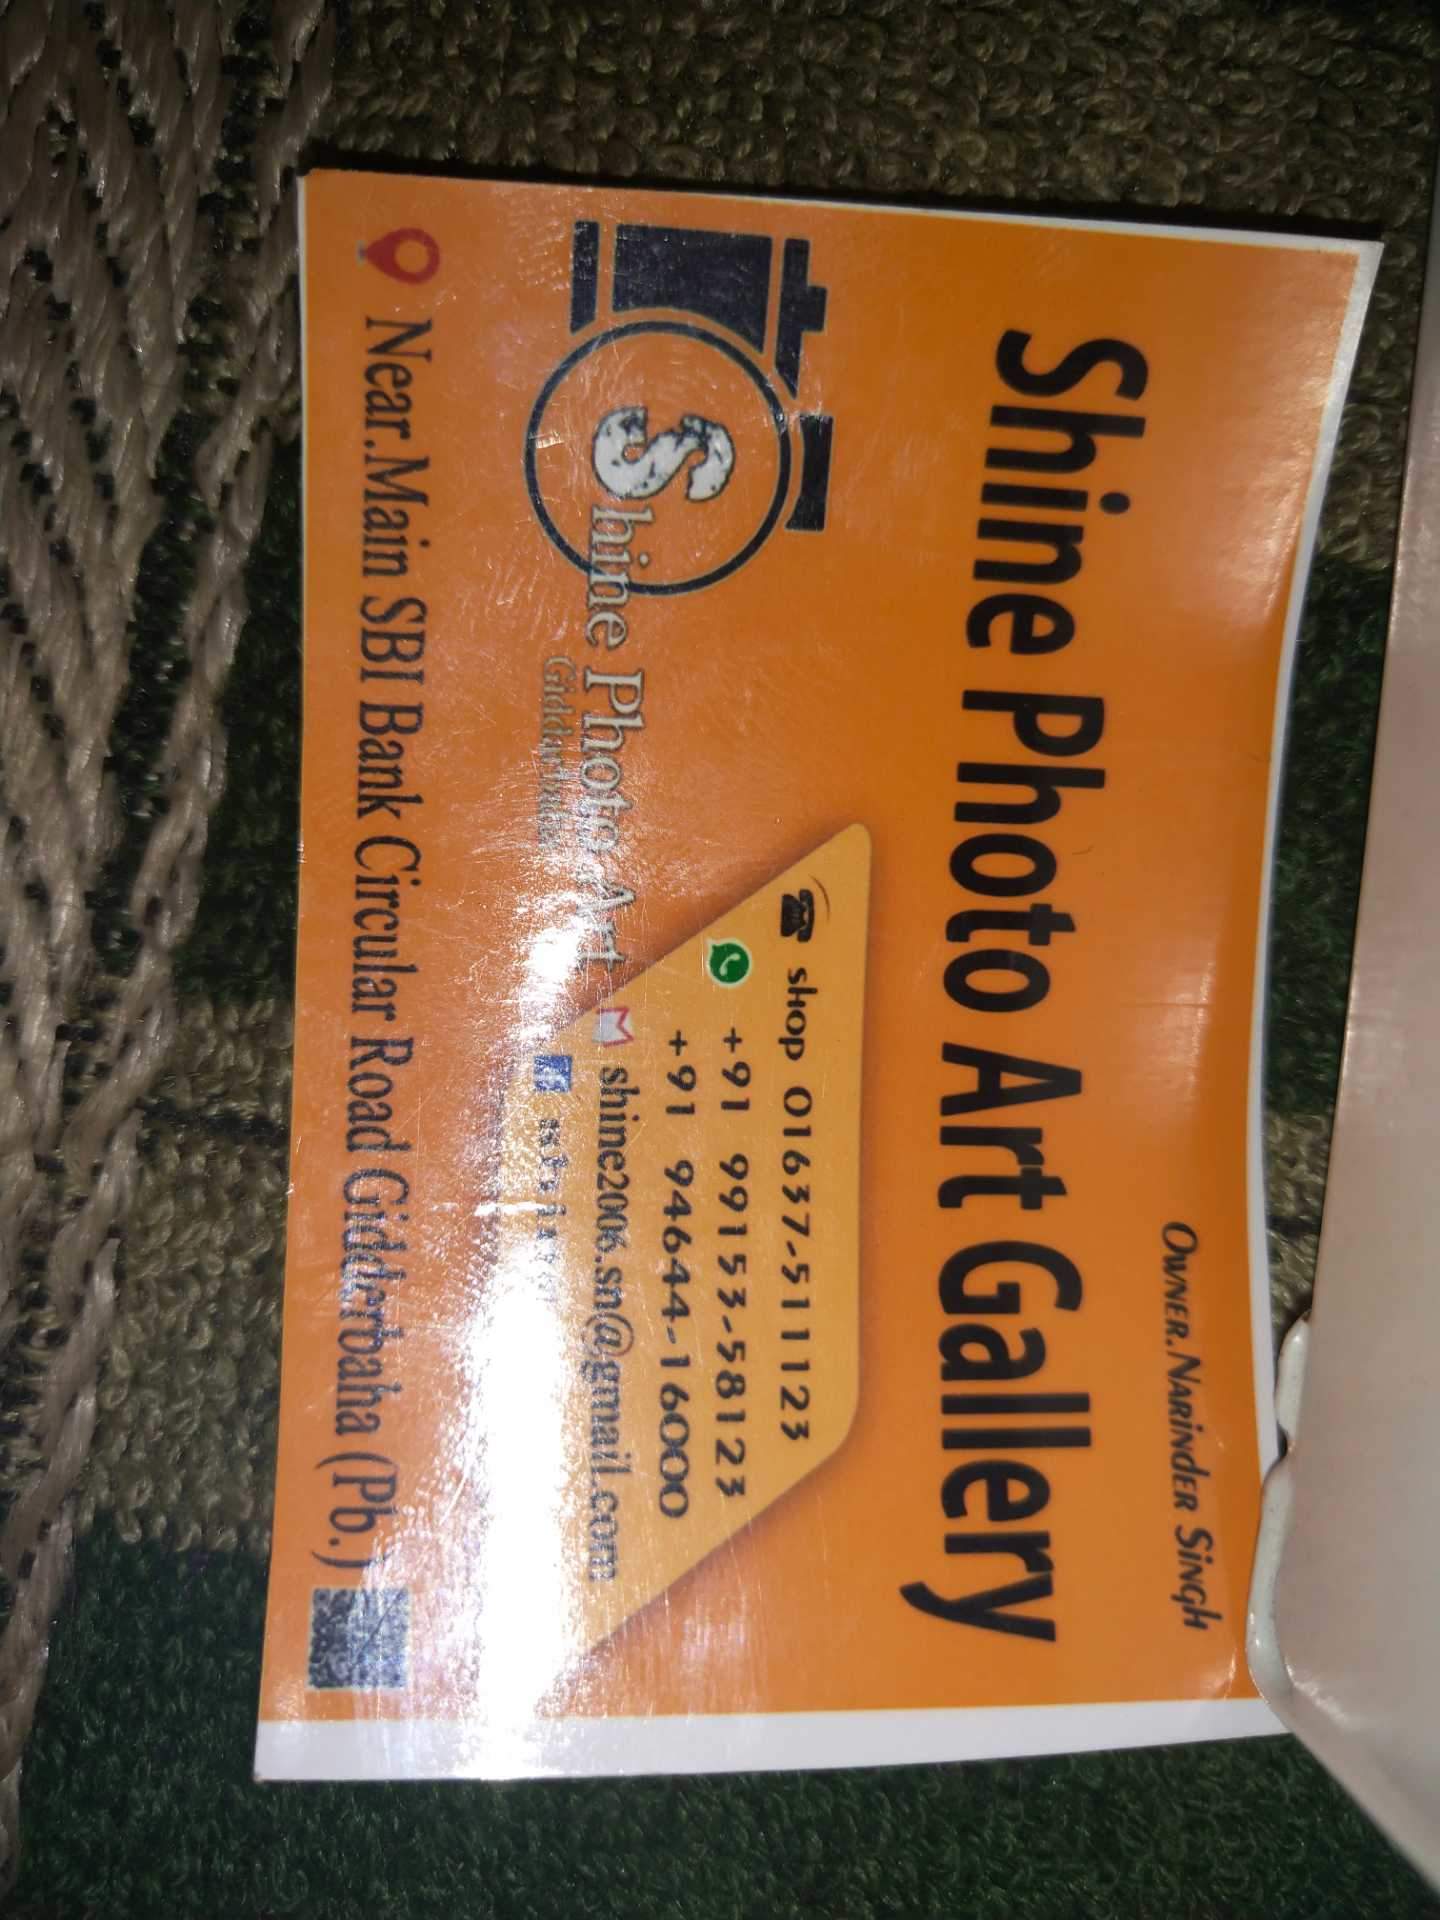 Owner. Narinder Singh
Shine Photo Art Gallery
Shop 01637-511123
+91 99153-58123
+91 94644-16000
shine2006.sn@gmail.com
Shine Photo Art
Near.Main SBI Bank Circular Road Gidderbaha (Pb.)